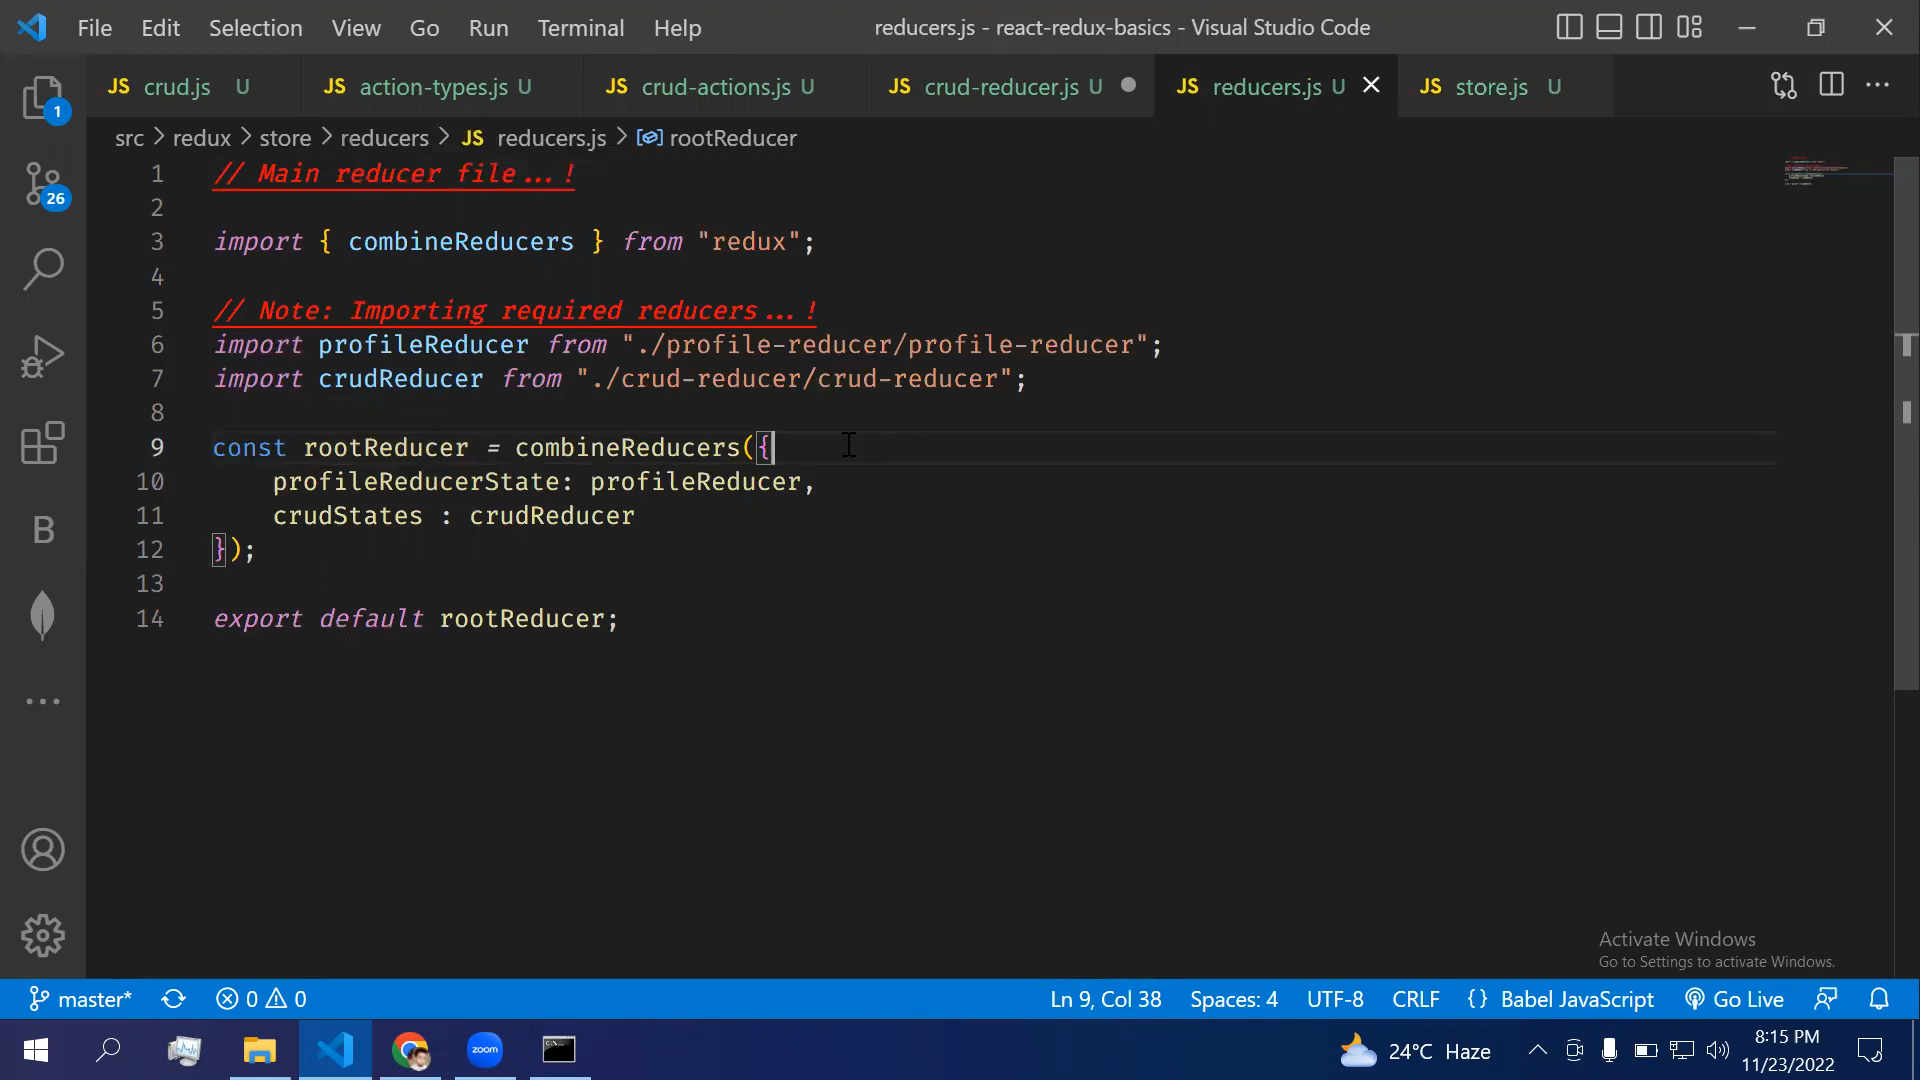 File Edit Selection View Go Run Terminal Help reducers.js - react-redux-basics - Visual Studio Code
JS crud.js U JS action-types.js U JS crud-actions.js U JS crud-reducer.js U JS reducers.js U JS store.js U
1
src > redux > store > reducers > JS reducers.js > rootReducer
1 // Main reducer file...!
2
3 import { combineReducers } from "redux";
4
5 // Note: Importing required reducers...!
6 import profileReducer from "./profile-reducer/profile-reducer";
7 import crudReducer from "./crud-reducer/crud-reducer";
8
9 const rootReducer = combineReducers({
10 profileReducerState: profileReducer,
11 crudStates : crudReducer
12 });
13
14 export default rootReducer;
26
B
Activate Windows
Go to Settings to activate Windows.
master* 0 0 Ln 9, Col 38 Spaces: 4 UTF-8 CRLF {} Babel JavaScript Go Live
zoom 24°C Haze 8:15 PM
11/23/2022